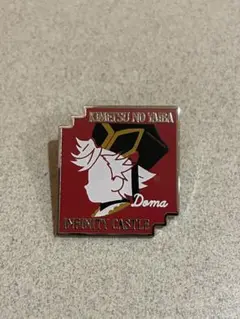 KIMETSU NO YAIBA
Doma
INFINITY CASTLE